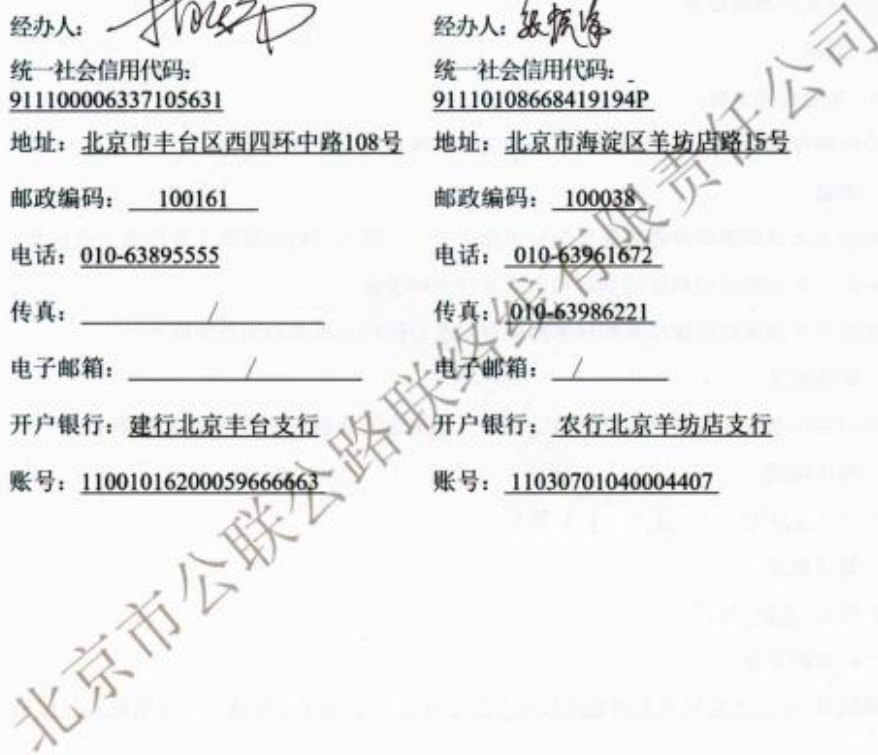 经办人:
统一社会信用代码:
9111000006337105631
地址: 北京市丰台区西四环中路108号
邮政编码: 100161
电话: 010-63895555
传真: /
电子邮箱: /
开户银行: 建行北京丰台支行
账号: 11001016200059666663
经办人:
统一社会信用代码:
91110108668419194P
地址: 北京市海淀区羊坊店路15号
邮政编码: 100038
电话: 010-63961672
传真: 010-63986221
电子邮箱: /
开户银行: 农行北京羊坊店支行
账号: 11030701040004407
北京市公联公路联络线有限责任公司